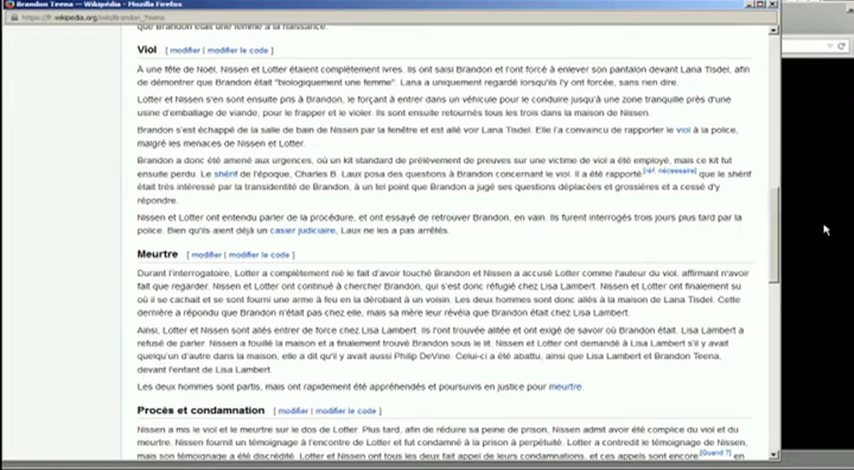 Brandon Teena — Wikipédia - Mozilla Firefox
https://fr.wikipedia.org/wiki/Brandon_Teena
que Brandon était une femme à la naissance.
Viol [ modifier | modifier le code ]
À une fête de Noël, Nissen et Lotter étaient complètement ivres. Ils ont saisi Brandon et l'ont forcé à enlever son pantalon devant Lana Tisdel, afin
de démontrer que Brandon était "biologiquement une femme". Lana a uniquement regardé lorsqu'ils l'y ont forcée, sans rien dire.
Lotter et Nissen s'en sont ensuite pris à Brandon, le forçant à entrer dans un véhicule pour le conduire jusqu'à une zone tranquille près d'une
usine d'emballage de viande, pour le frapper et le violer. Ils sont ensuite retournés tous les trois dans la maison de Nissen.
Brandon s'est échappé de la salle de bain de Nissen par la fenêtre et est allé voir Lana Tisdel. Elle l'a convaincu de rapporter le viol à la police,
malgré les menaces de Nissen et Lotter.
Brandon a donc été amené aux urgences, où un kit standard de prélèvement de preuves sur une victime de viol a été employé, mais ce kit fut
ensuite perdu. Le shérif de l'époque, Charles B. Laux posa des questions à Brandon concernant le viol. Il a été rapporté[réf. nécessaire] que le shérif
était très intéressé par la transidentité de Brandon, à un tel point que Brandon a jugé ses questions déplacées et grossières et a cessé d'y
répondre.
Nissen et Lotter ont entendu parler de la procédure, et ont essayé de retrouver Brandon, en vain. Ils furent interrogés trois jours plus tard par la
police. Bien qu'ils aient déjà un casier judiciaire, Laux ne les a pas arrêtés.
Meurtre [ modifier | modifier le code ]
Durant l'interrogatoire, Lotter a complètement nié le fait d'avoir touché Brandon et Nissen a accusé Lotter comme l'auteur du viol, affirmant n'avoir
fait que regarder. Nissen et Lotter ont continué à chercher Brandon, qui s'est donc réfugié chez Lisa Lambert. Nissen et Lotter ont finalement su
où il se cachait et se sont fourni une arme à feu en la dérobant à un voisin. Les deux hommes sont donc allés à la maison de Lana Tisdel. Cette
dernière a répondu que Brandon n'était pas chez elle, mais sa mère leur révéla que Brandon était chez Lisa Lambert.
Ainsi, Lotter et Nissen sont allés entrer de force chez Lisa Lambert. Ils l'ont trouvée alitée et ont exigé de savoir où Brandon était. Lisa Lambert a
refusé de parler. Nissen a fouillé la maison et a finalement trouvé Brandon sous le lit. Nissen et Lotter ont demandé à Lisa Lambert s'il y avait
quelqu'un d'autre dans la maison, elle a dit qu'il y avait aussi Philip DeVine. Celui-ci a été abattu, ainsi que Lisa Lambert et Brandon Teena,
devant l'enfant de Lisa Lambert.
Les deux hommes sont partis, mais ont rapidement été appréhendés et poursuivis en justice pour meurtre.
Procès et condamnation [ modifier | modifier le code ]
Nissen a mis le viol et le meurtre sur le dos de Lotter. Plus tard, afin de réduire sa peine de prison, Nissen admit avoir été complice du viol et du
meurtre. Nissen fournit un témoignage à l'encontre de Lotter et fut condamné à la prison à perpétuité. Lotter a contredit le témoignage de Nissen,
mais son témoignage a été discrédité. Lotter et Nissen ont tous les deux fait appel de leurs condamnations, et ces appels sont encore[Quand ?] en